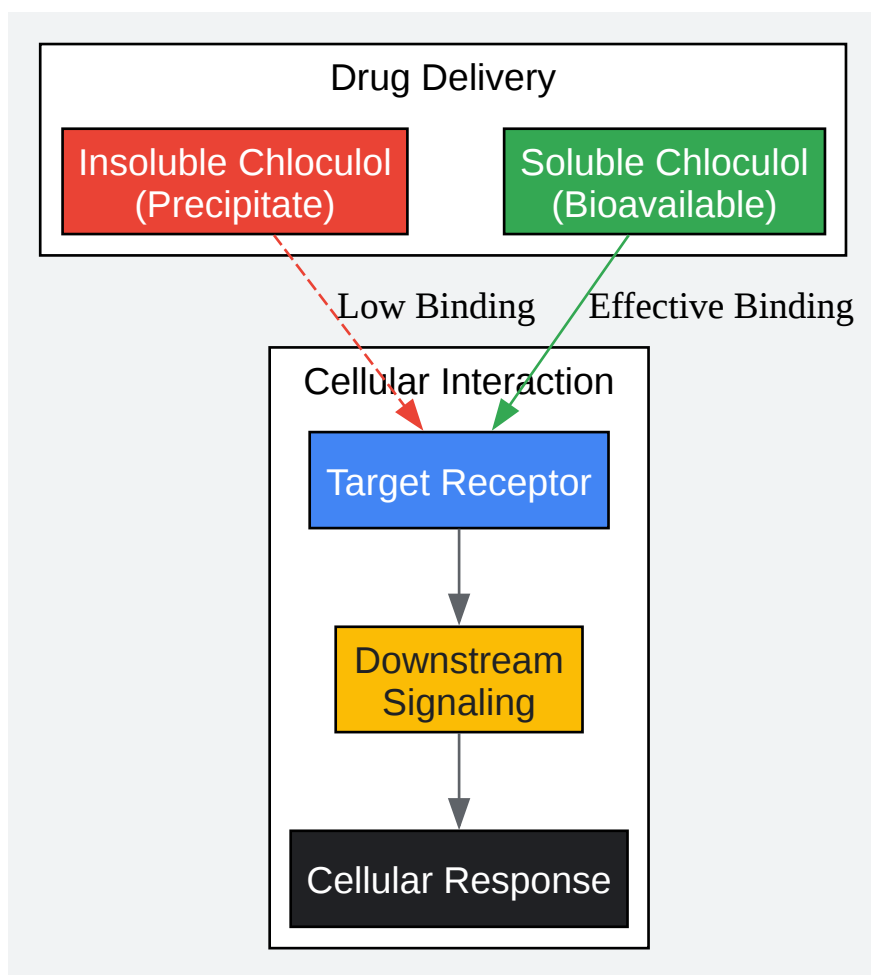 Drug Delivery
Insoluble Chloculol
(Precipitate)
Soluble Chloculol
(Bioavailable)
Low Binding
Effective Binding
Cellular Interaction
Target Receptor
Downstream
Signaling
Cellular Response